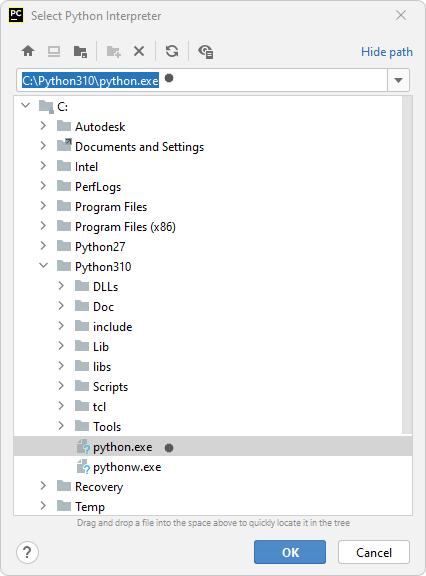 PC
Select Python Interpreter
Hide path
C:\Python310\python.exe
C:
Autodesk
Documents and Settings
Intel
PerfLogs
Program Files
Program Files (x86)
Python27
Python310
DLLs
Doc
include
Lib
libs
Scripts
tcl
Tools
python.exe
pythonw.exe
Recovery
Temp
Drag and drop a file into the space above to quickly locate it in the tree
?
OK
Cancel